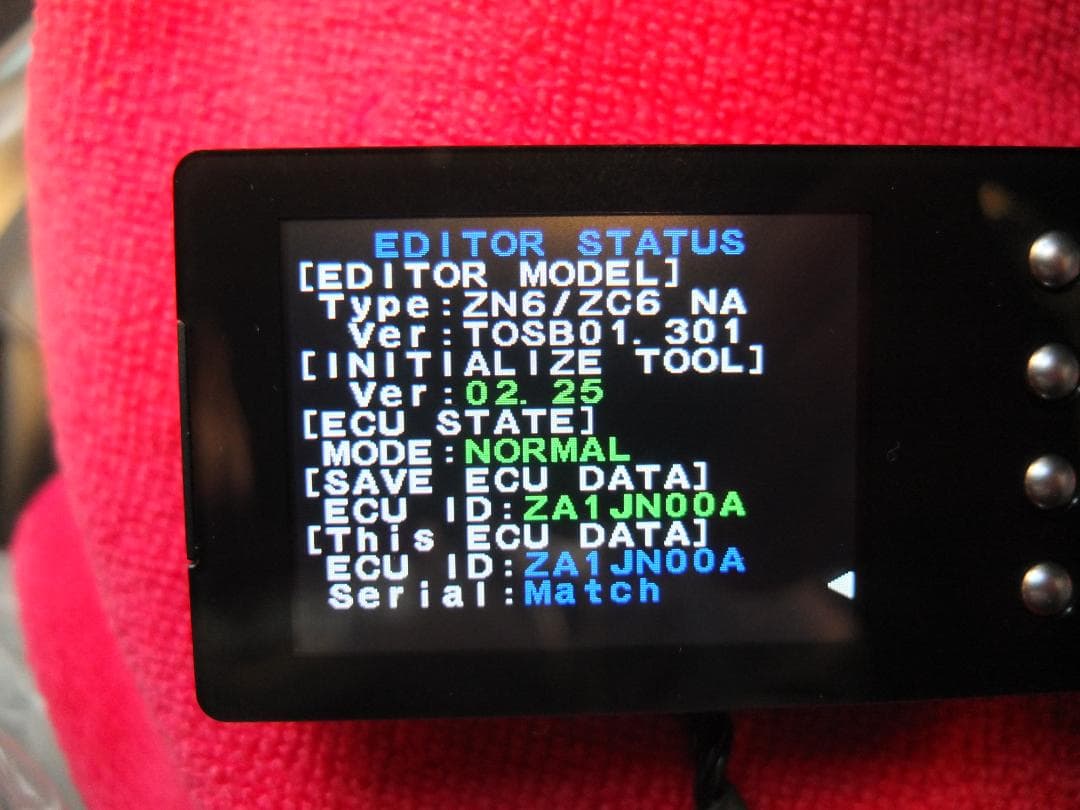 EDITOR STATUS
[EDITOR MODEL]
Type:ZN6/ZC6 NA
Ver:TOSB01.301
[INITIALIZE TOOL]
Ver:02.25
[ECU STATE]
MODE:NORMAL
[SAVE ECU DATA]
ECU ID:ZA1JN00A
[This ECU DATA]
ECU ID:ZA1JN00A
Serial:Match